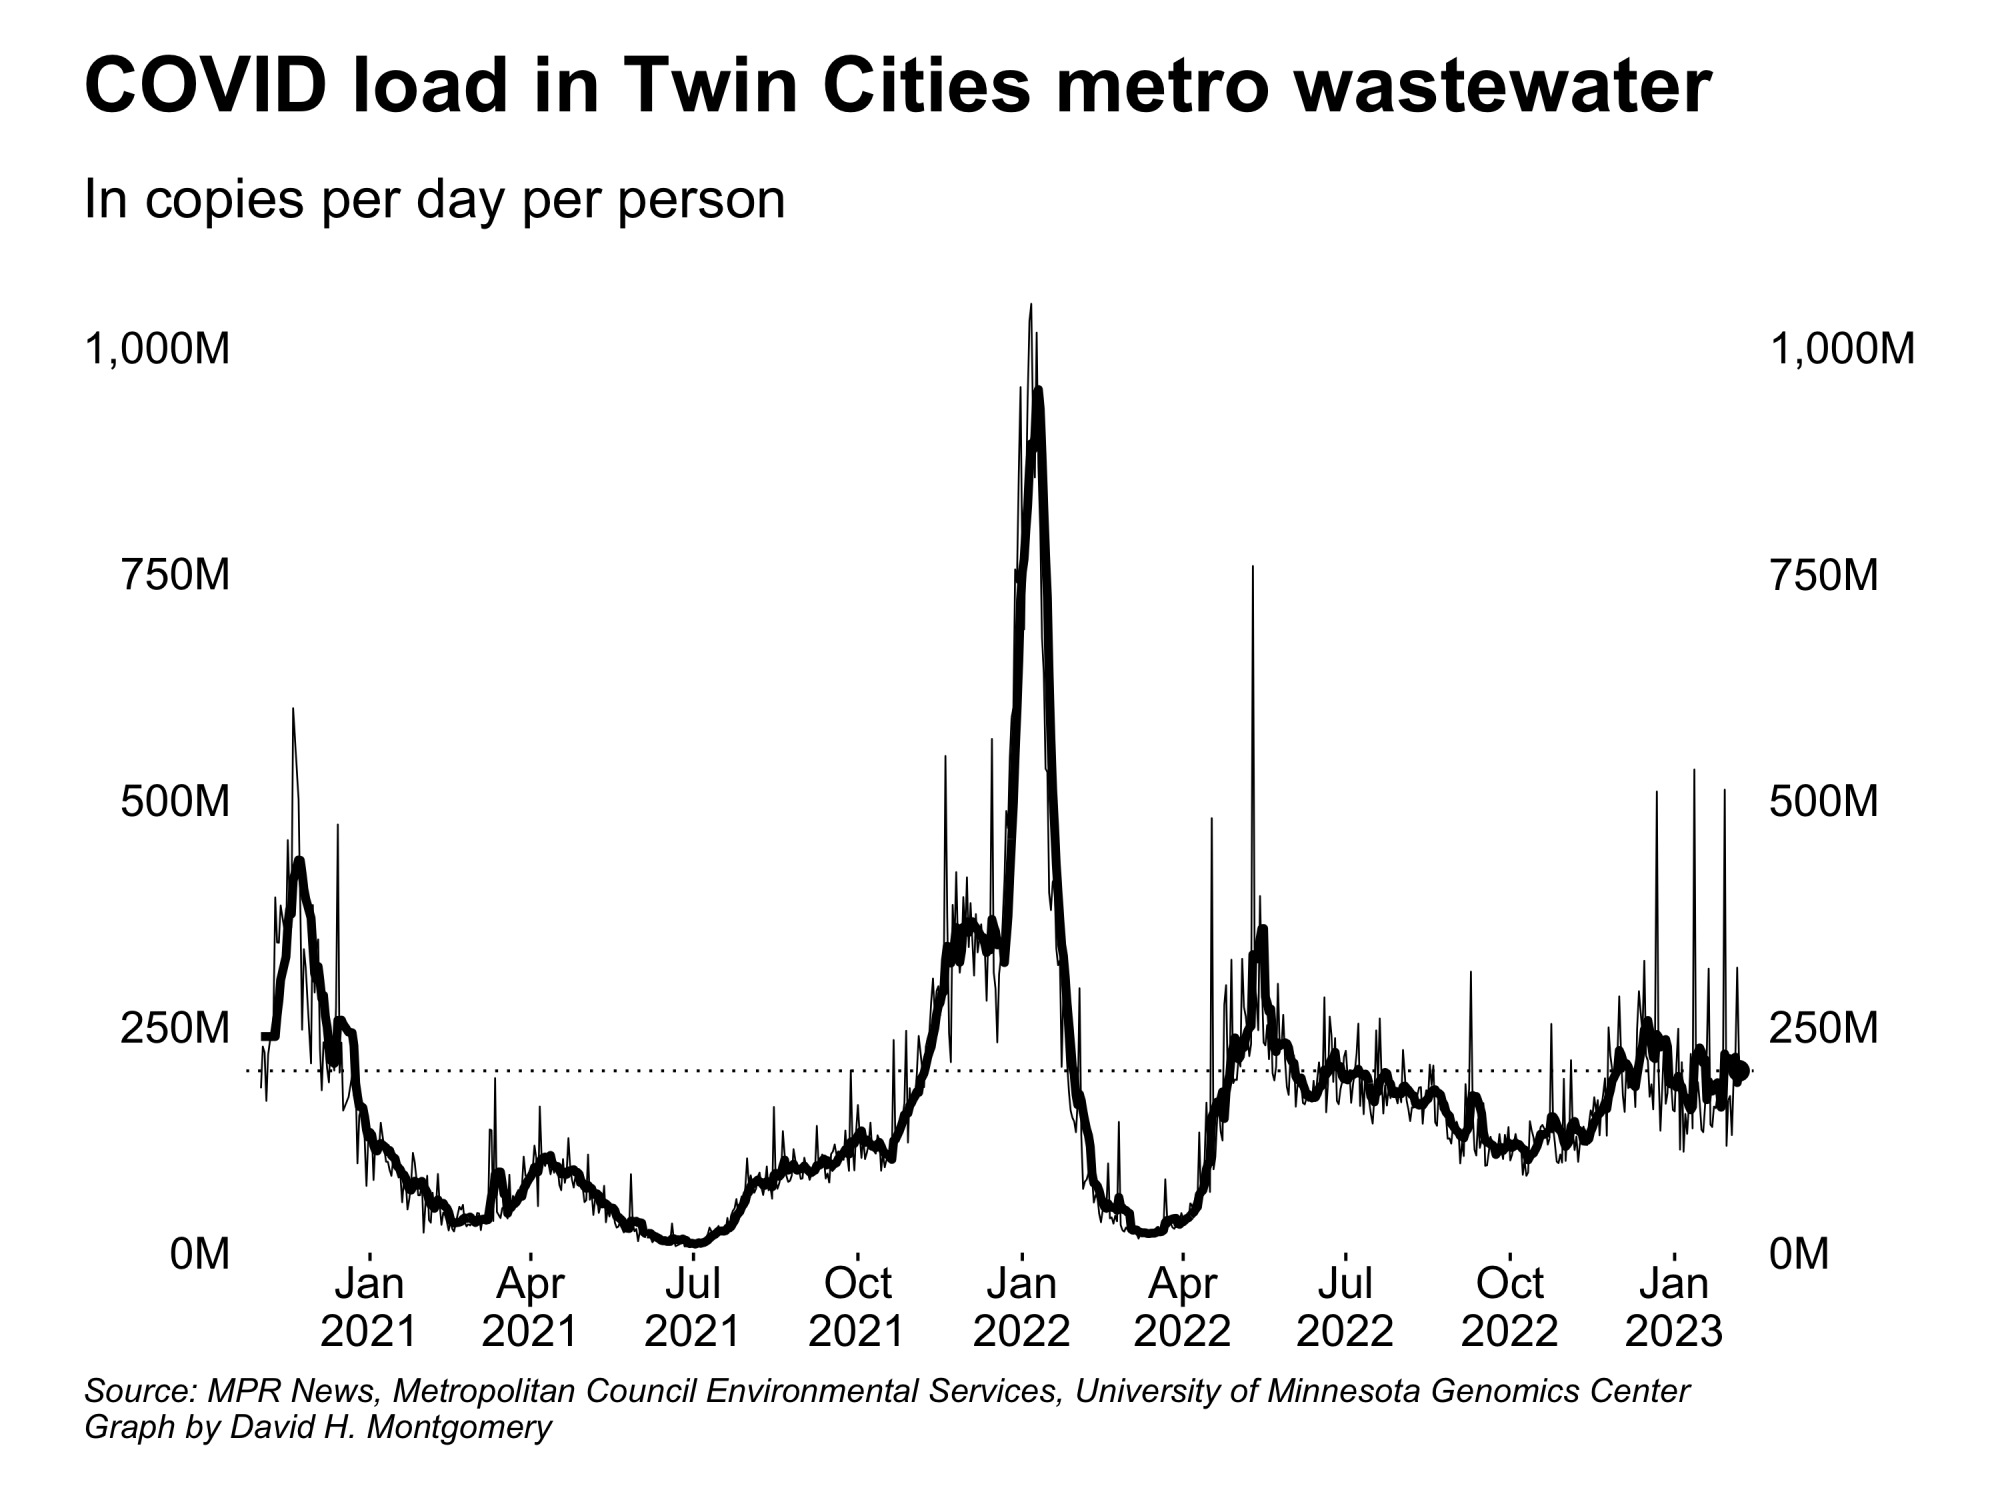 COVID load in Twin Cities metro wastewater
In copies per day per person
1,000M 1,000M
750M 750M
500M 500M
250M 250M
0M 0M
Jan Apr Jul Oct Jan Apr Jul Oct Jan
2021 2021 2021 2021 2022 2022 2022 2022 2023
Source: MPR News, Metropolitan Council Environmental Services, University of Minnesota Genomics Center
Graph by David H. Montgomery